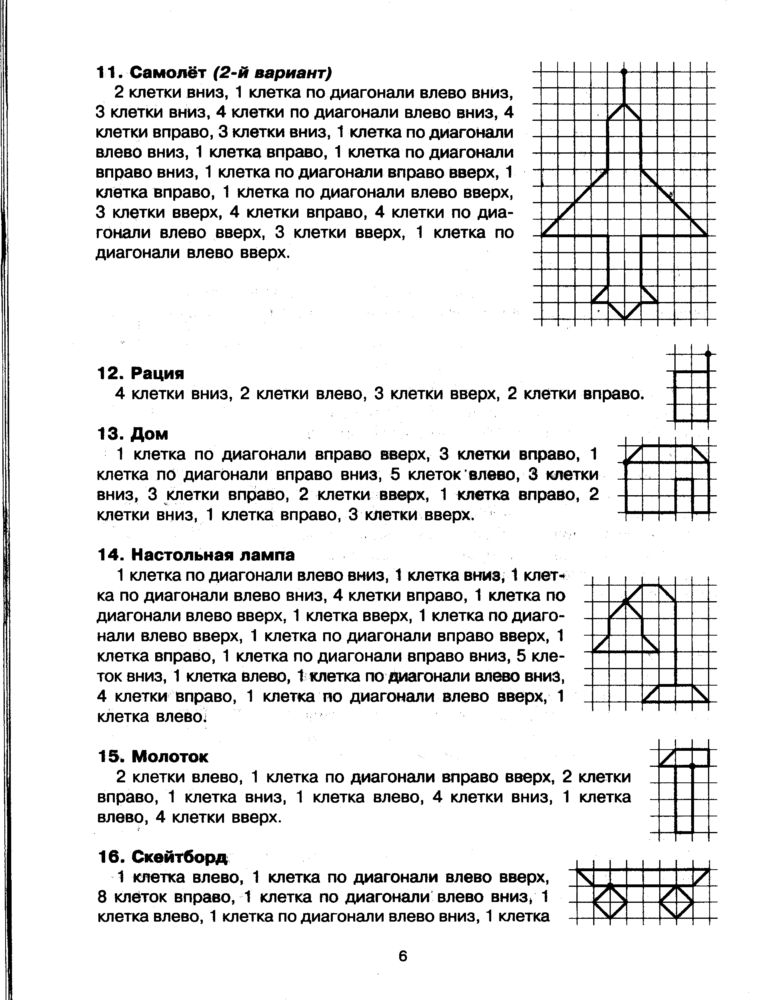 11. Самолёт (2-й вариант)
2 клетки вниз, 1 клетка по диагонали влево вниз,
3 клетки вниз, 4 клетки по диагонали влево вниз, 4
клетки вправо, 3 клетки вниз, 1 клетка по диагонали
влево вниз, 1 клетка вправо, 1 клетка по диагонали
вправо вниз, 1 клетка по диагонали вправо вверх, 1
клетка вправо, 1 клетка по диагонали влево вверх,
3 клетки вверх, 4 клетки вправо, 4 клетки по диа-
гонали влево вверх, 3 клетки вверх, 1 клетка по
диагонали влево вверх.
12. Рация
4 клетки вниз, 2 клетки влево, 3 клетки вверх, 2 клетки вправо.
13. Дом
1 клетка по диагонали вправо вверх, 3 клетки вправо, 1
клетка по диагонали вправо вниз, 5 клеток влево, 3 клетки
вниз, 3 клетки вправо, 2 клетки вверх, 1 клетка вправо, 2
клетки вниз, 1 клетка вправо, 3 клетки вверх.
14. Настольная лампа
1 клетка по диагонали влево вниз, 1 клетка вниз, 1 клет-
ка по диагонали влево вниз, 4 клетки вправо, 1 клетка по
диагонали влево вверх, 1 клетка вверх, 1 клетка по диаго-
нали влево вверх, 1 клетка по диагонали вправо вверх, 1
клетка вправо, 1 клетка по диагонали вправо вниз, 5 кле-
ток вниз, 1 клетка влево, 1 клетка по диагонали влево вниз,
4 клетки вправо, 1 клетка по диагонали влево вверх, 1
клетка влево.
15. Молоток
2 клетки влево, 1 клетка по диагонали вправо вверх, 2 клетки
вправо, 1 клетка вниз, 1 клетка влево, 4 клетки вниз, 1 клетка
влево, 4 клетки вверх.
16. Скейтборд
1 клетка влево, 1 клетка по диагонали влево вверх,
8 клеток вправо, 1 клетка по диагонали влево вниз, 1
клетка влево, 1 клетка по диагонали влево вниз, 1 клетка
6